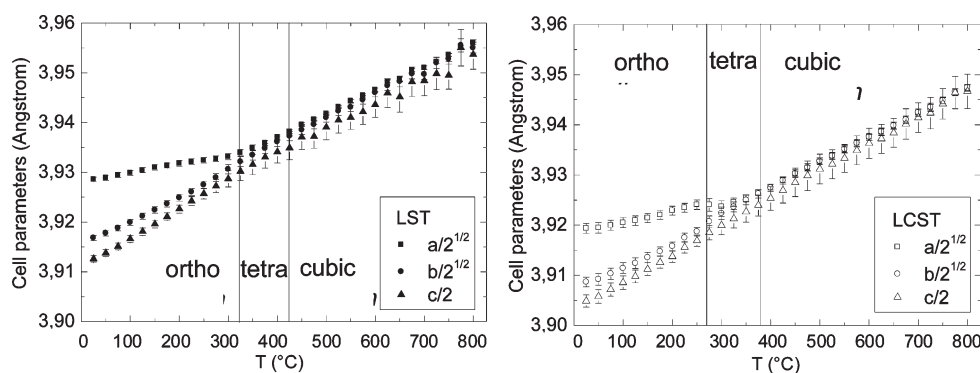 3,96
3,95
3,94
3,93
3,92
3,91
3,90
Cell parameters (Angstrom)
ortho
tetra
cubic
LST
a/2^{1/2}
b/2^{1/2}
c/2
0 100 200 300 400 500 600 700 800
T (°C)
3,96
3,95
3,94
3,93
3,92
3,91
3,90
Cell parameters (Angstrom)
ortho
tetra
cubic
LCST
a/2^{1/2}
b/2^{1/2}
c/2
0 100 200 300 400 500 600 700 800
T (°C)